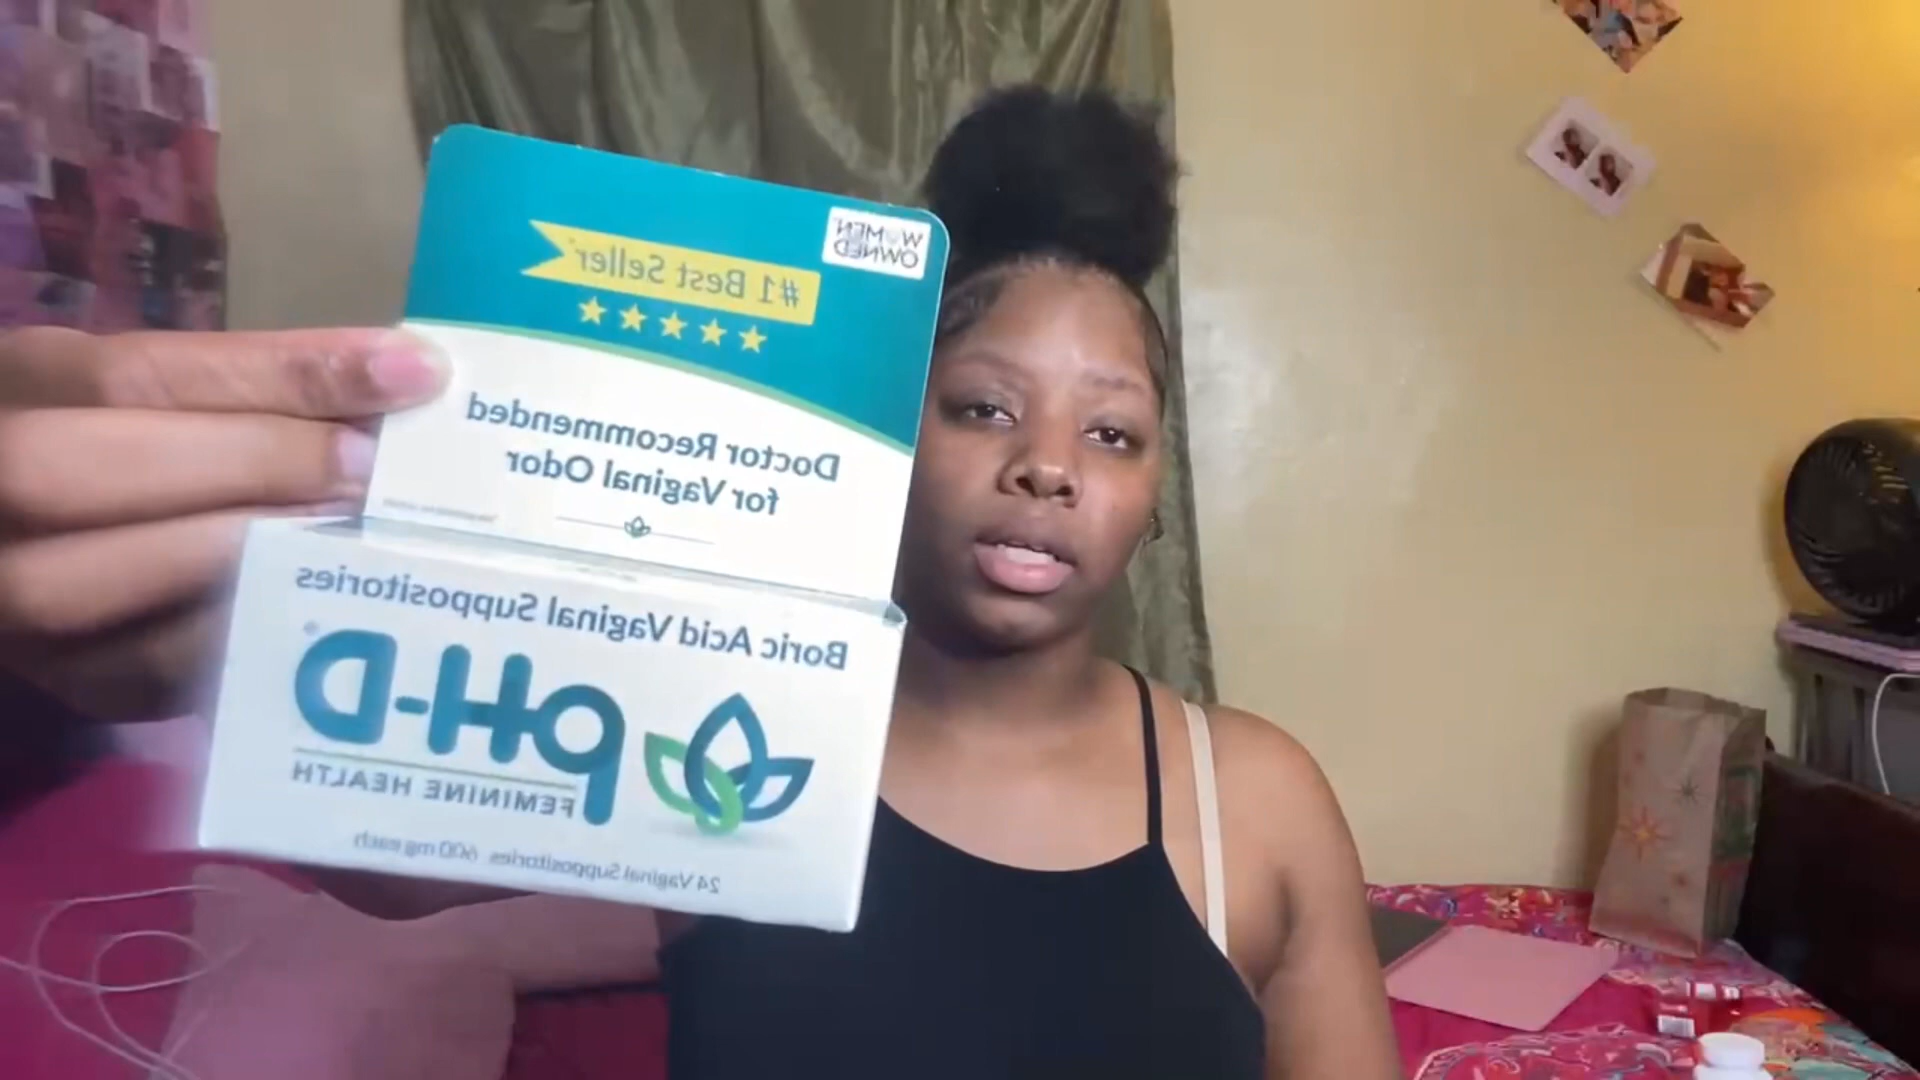 WOMEN
OWNED
#1 Best Seller
Doctor Recommended
for Vaginal Odor
Boric Acid Vaginal Suppositories
pH-D®
FEMININE HEALTH
24 Vaginal Suppositories, 600 mg each